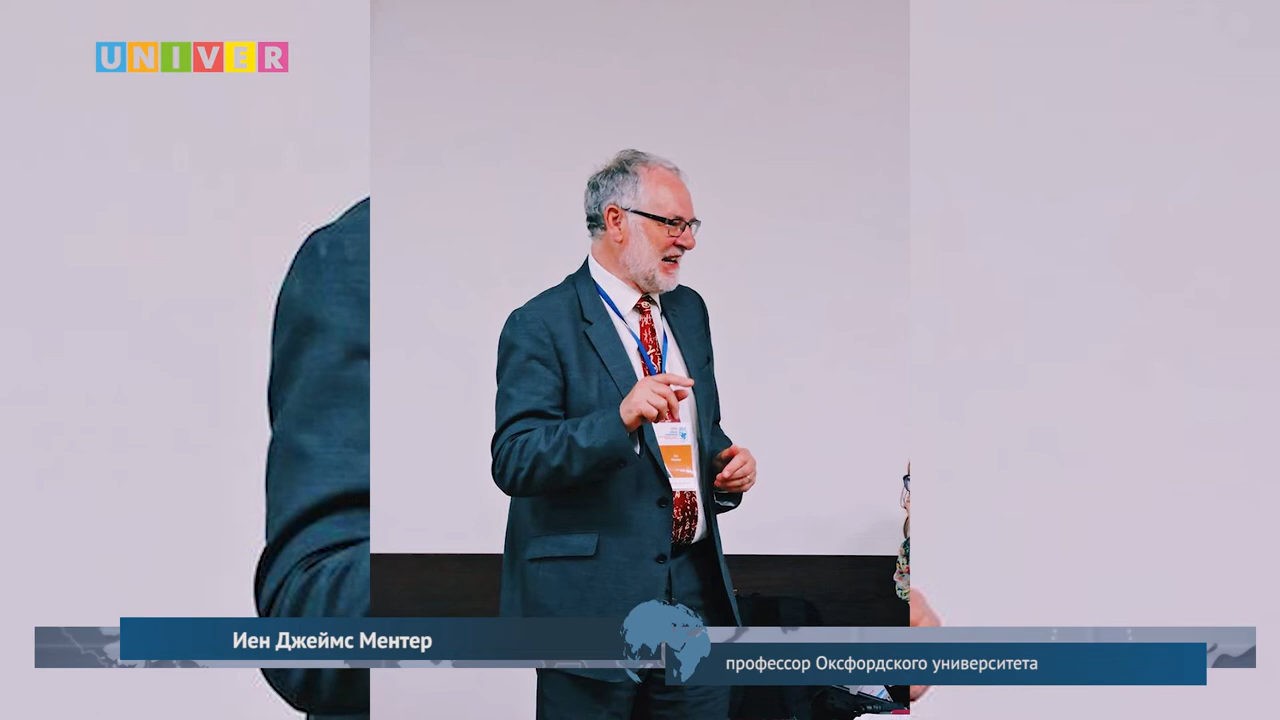 UNIVER
Иен Джеймс Ментер
профессор Оксфордского университета